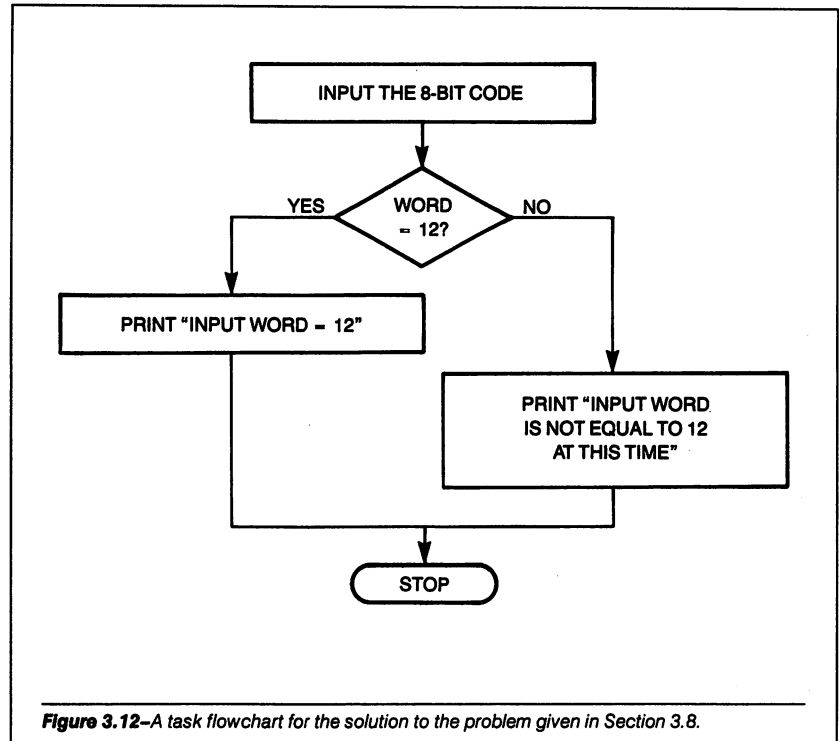 INPUT THE 8-BIT CODE
YES
WORD
= 12?
NO
PRINT "INPUT WORD = 12"
PRINT "INPUT WORD
IS NOT EQUAL TO 12
AT THIS TIME"
STOP
Figure 3.12–A task flowchart for the solution to the problem given in Section 3.8.